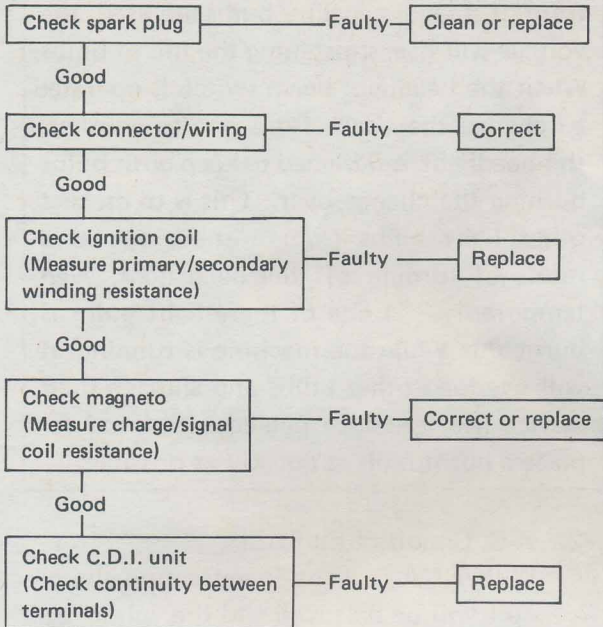 Check spark plug Faulty Clean or replace
Good
Check connector/wiring Faulty Correct
Good
Check ignition coil
(Measure primary/secondary Faulty Replace
winding resistance)
Good
Check magneto
(Measure charge/signal Faulty Correct or replace
coil resistance)
Good
Check C.D.I. unit
(Check continuity between Faulty Replace
terminals)